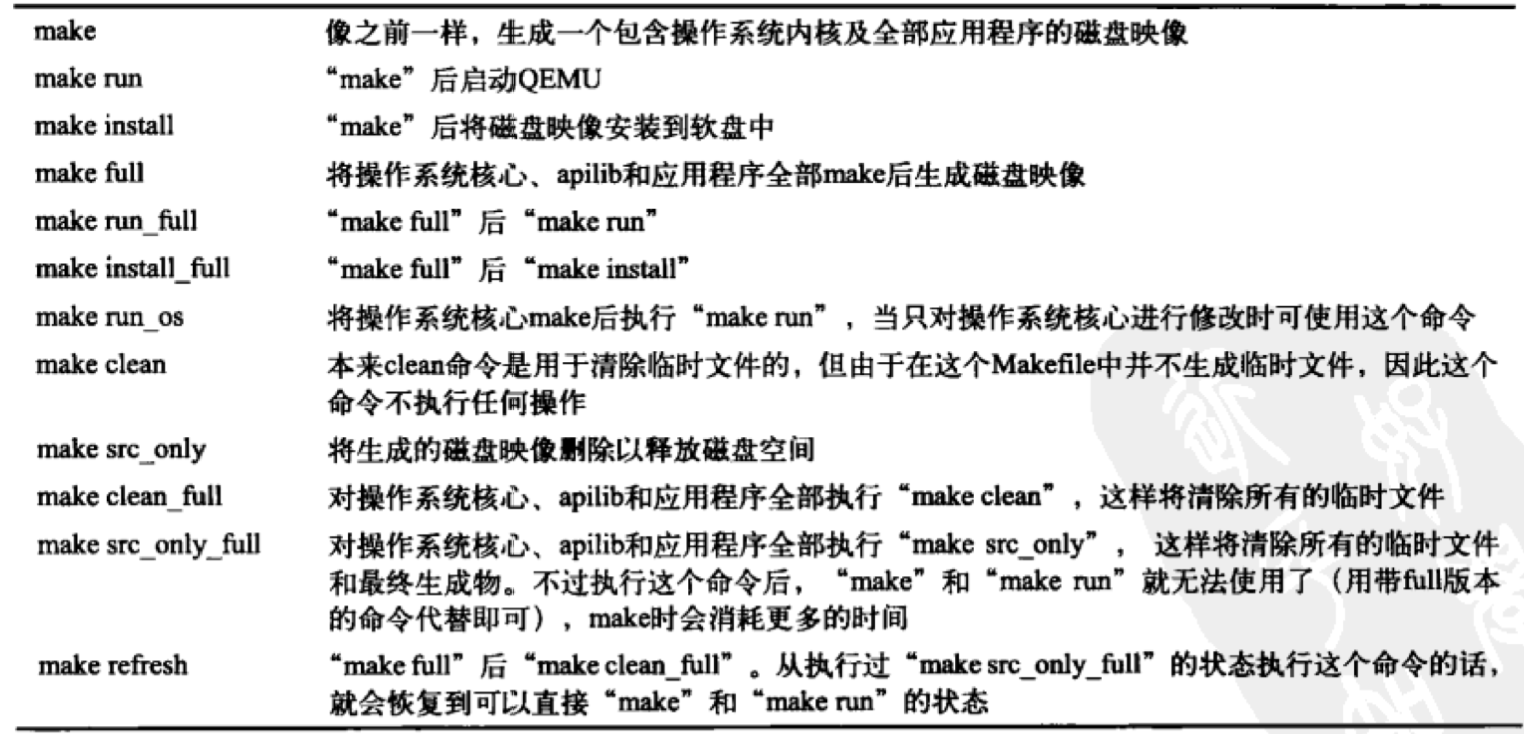 make 像之前一样，生成一个包含操作系统内核及全部应用程序的磁盘映像
make run “make”后启动QEMU
make install “make”后将磁盘映像安装到软盘中
make full 将操作系统核心、apilib和应用程序全部make后生成磁盘映像
make run_full “make full”后“make run”
make install_full “make full”后“make install”
make run_os 将操作系统核心make后执行“make run”，当只对操作系统核心进行修改时可使用这个命令
make clean 本来clean命令是用于清除临时文件的，但由于在这个Makefile中并不生成临时文件，因此这个
命令不执行任何操作
make src_only 将生成的磁盘映像删除以释放磁盘空间
make clean_full 对操作系统核心、apilib和应用程序全部执行“make clean”，这样将清除所有的临时文件
make src_only_full 对操作系统核心、apilib和应用程序全部执行“make src_only”， 这样将清除所有的临时文件
和最终生成物。不过执行这个命令后，“make”和“make run”就无法使用了（用带full版本
的命令代替即可），make时会消耗更多的时间
make refresh “make full”后“make clean_full”。从执行过“make src_only_full”的状态执行这个命令的话，
就会恢复到可以直接“make”和“make run”的状态